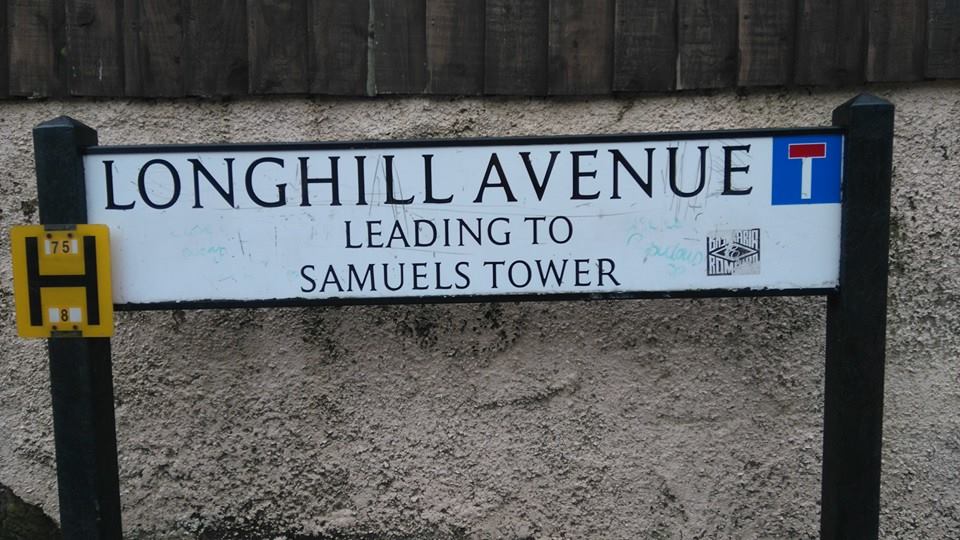 LONGHILL AVENUE
LEADING TO
SAMUELS TOWER
75
H
8